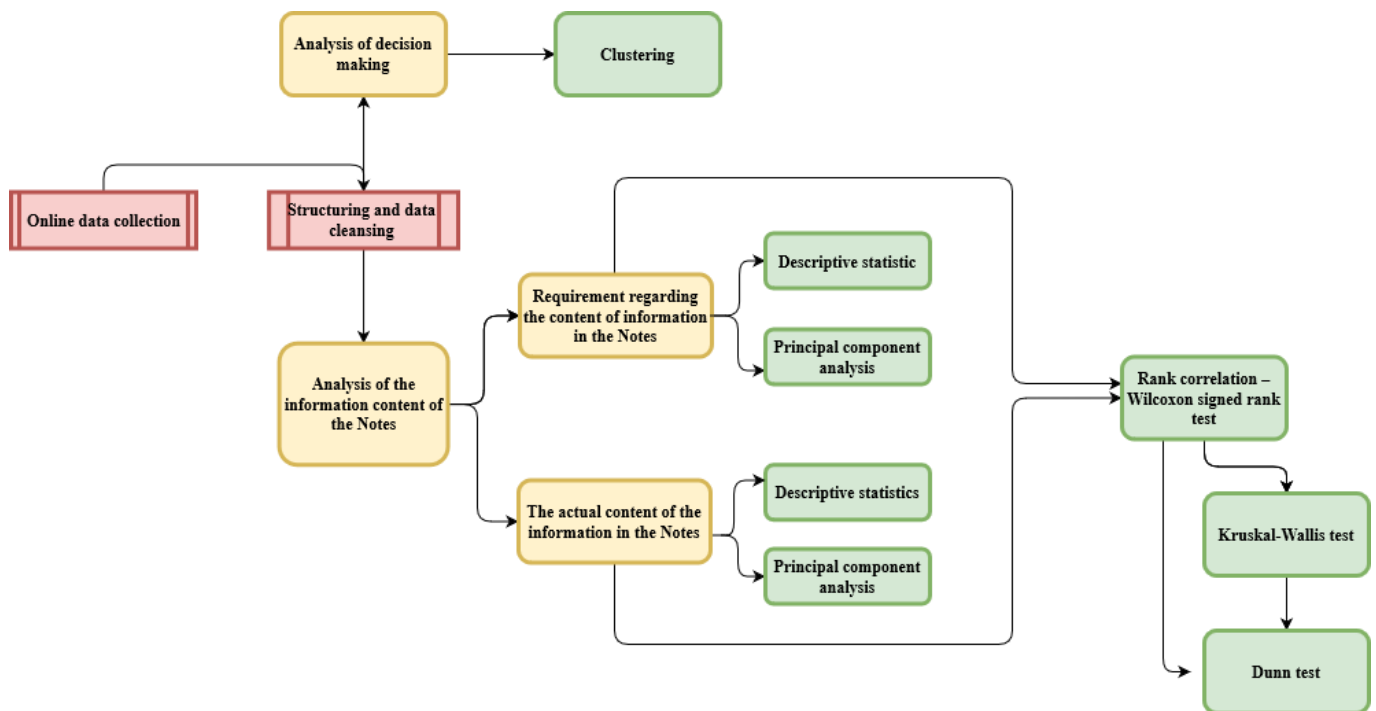 Analysis of decision
making
Clustering
Online data collection
Structuring and data
cleansing
Analysis of the
information content of
the Notes
Requirement regarding
the content of information
in the Notes
Descriptive statistic
Principal component
analysis
The actual content of the
information in the Notes
Descriptive statistics
Principal component
analysis
Rank correlation –
Wilcoxon signed rank
test
Kruskal-Wallis test
Dunn test